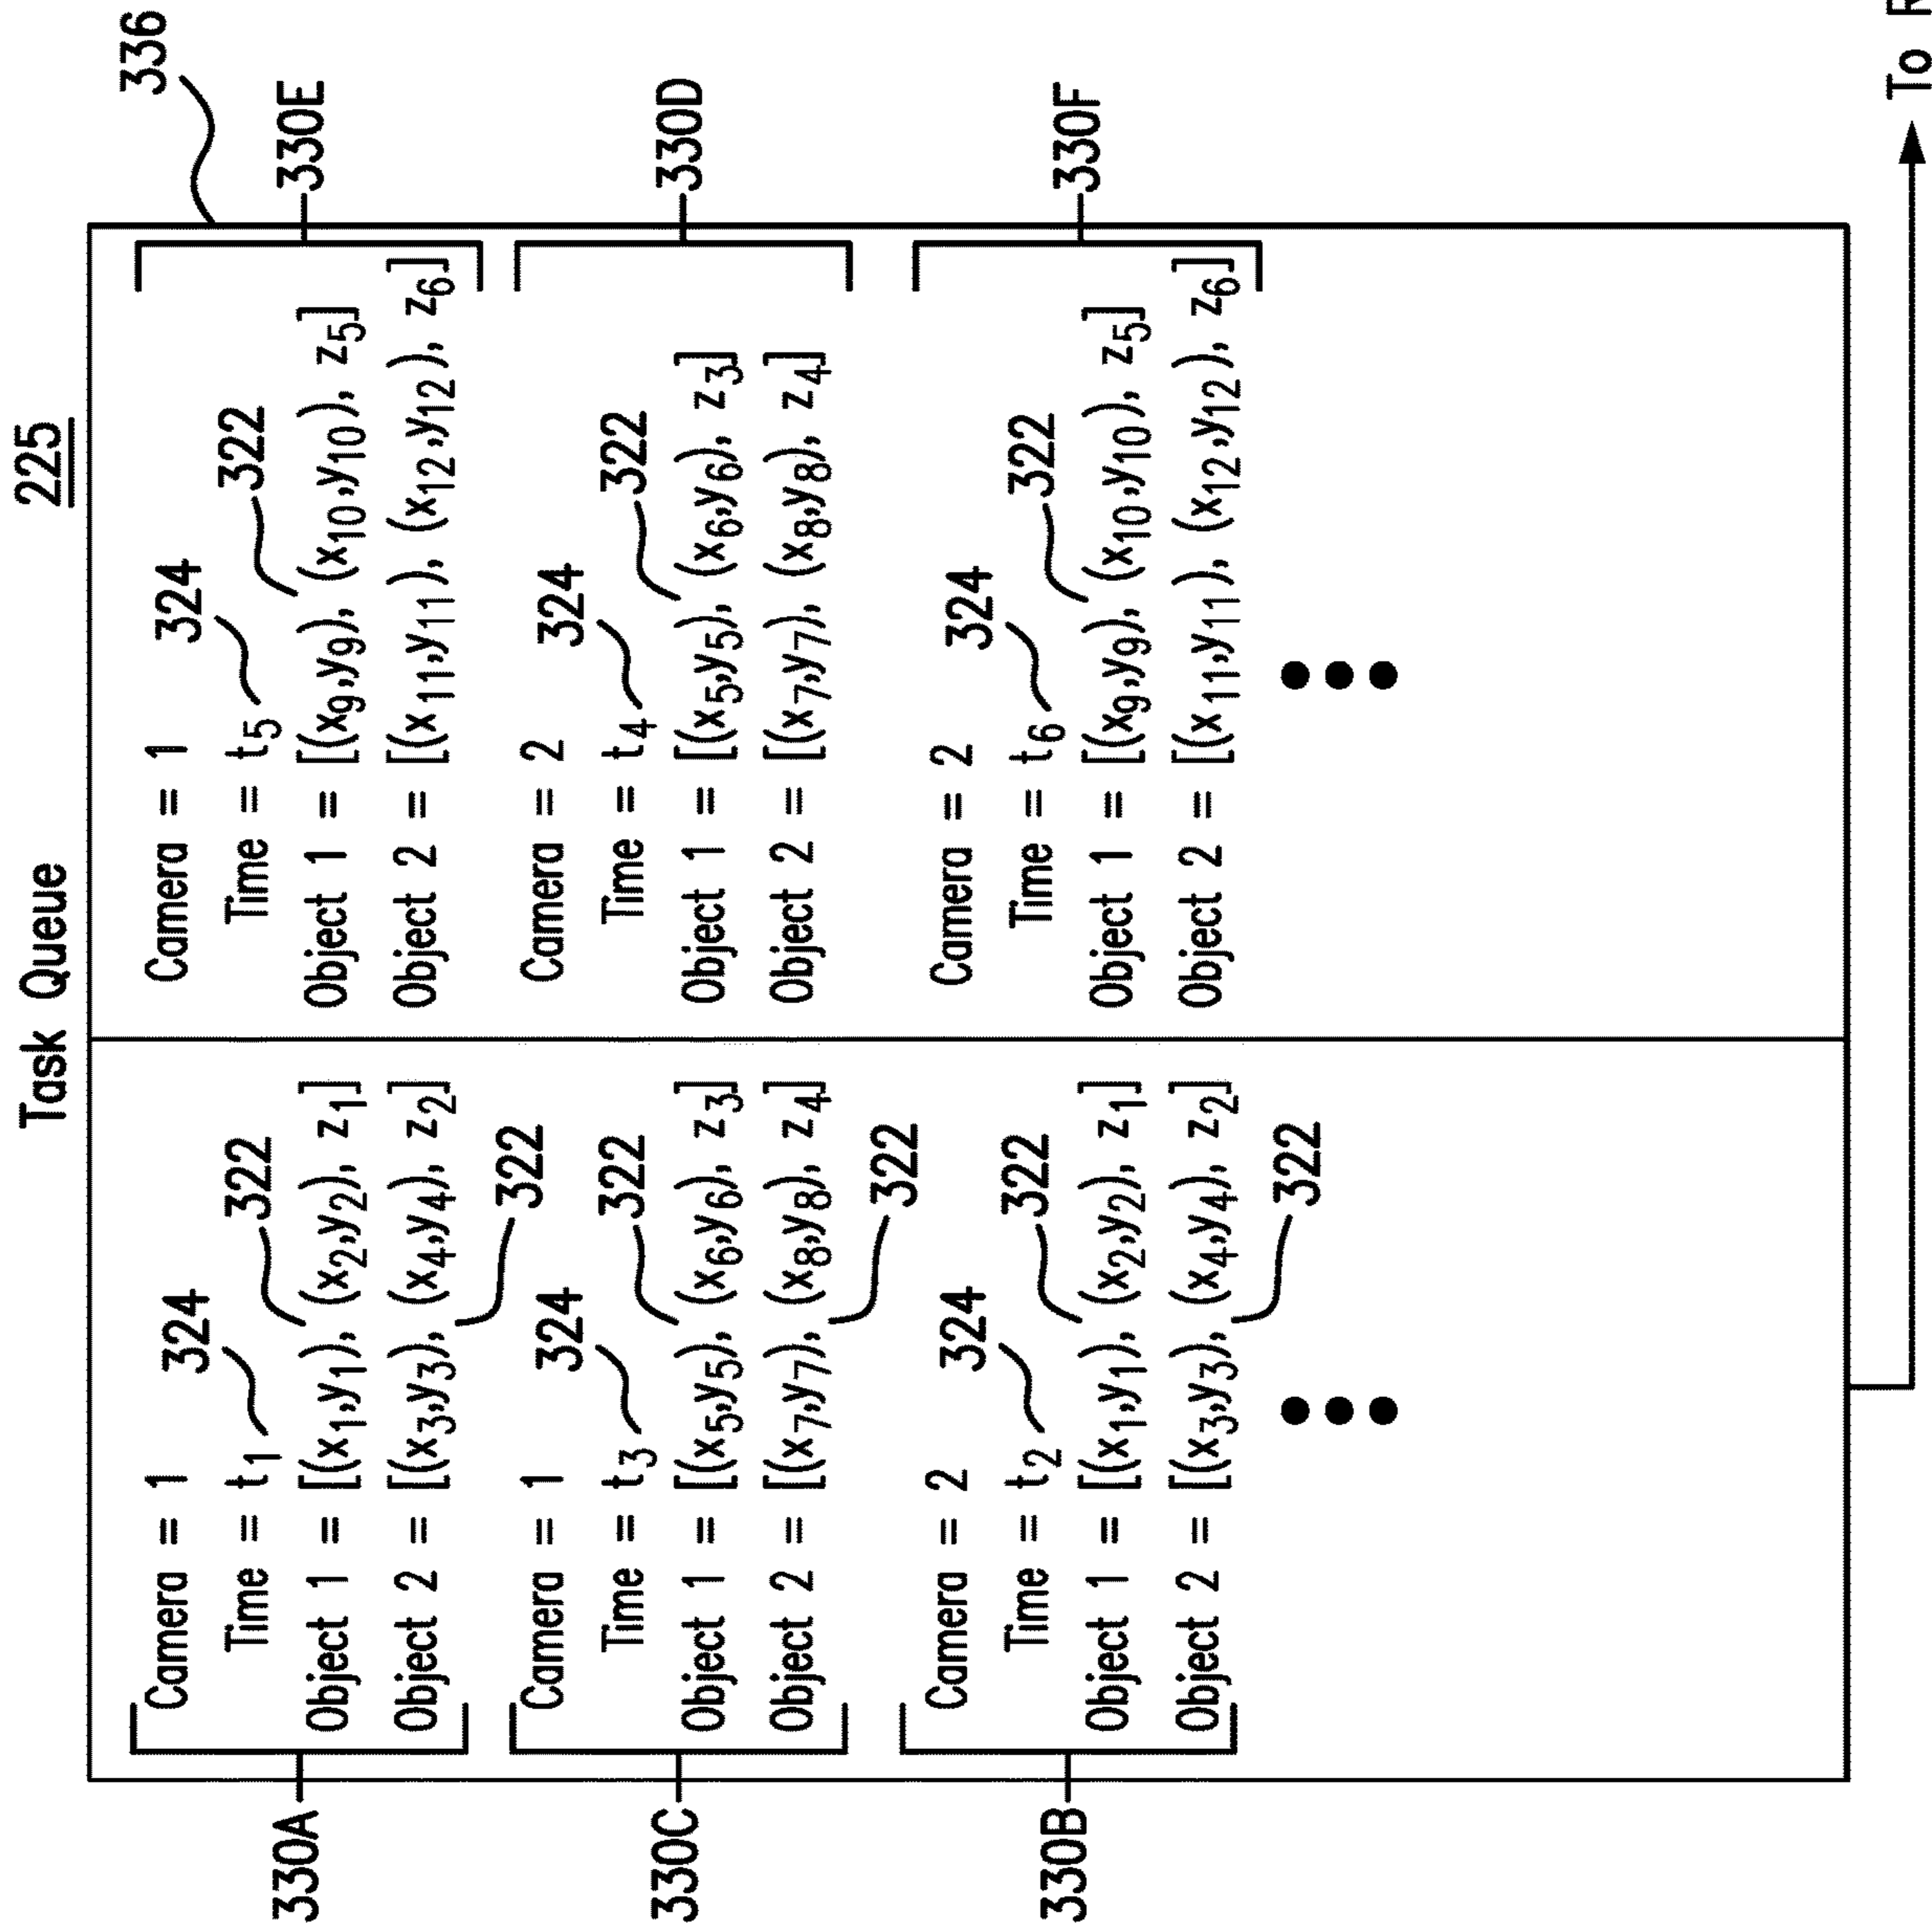 Task Queue 225
336
324
322
Camera = 1
Time = t₁
Object 1 = [(x₁,y₁), (x₂,y₂), z₁]
Object 2 = [(x₃,y₃), (x₄,y₄), z₂]
330A
322
324
322
Camera = 1
Time = t₃
Object 1 = [(x₅,y₅), (x₆,y₆), z₃]
Object 2 = [(x₇,y₇), (x₈,y₈), z₄]
330C
322
324
322
Camera = 2
Time = t₂
Object 1 = [(x₁,y₁), (x₂,y₂), z₁]
Object 2 = [(x₃,y₃), (x₄,y₄), z₂]
330B
322
324
322
Camera = 1
Time = t₅
Object 1 = [(x₉,y₉), (x₁₀,y₁₀), z₅]
Object 2 = [(x₁₁,y₁₁), (x₁₂,y₁₂), z₆]
330E
324
322
Camera = 2
Time = t₄
Object 1 = [(x₅,y₅), (x₆,y₆), z₃]
Object 2 = [(x₇,y₇), (x₈,y₈), z₄]
330D
324
322
Camera = 2
Time = t₆
Object 1 = [(x₉,y₉), (x₁₀,y₁₀), z₅]
Object 2 = [(x₁₁,y₁₁), (x₁₂,y₁₂), z₆]
330F
To